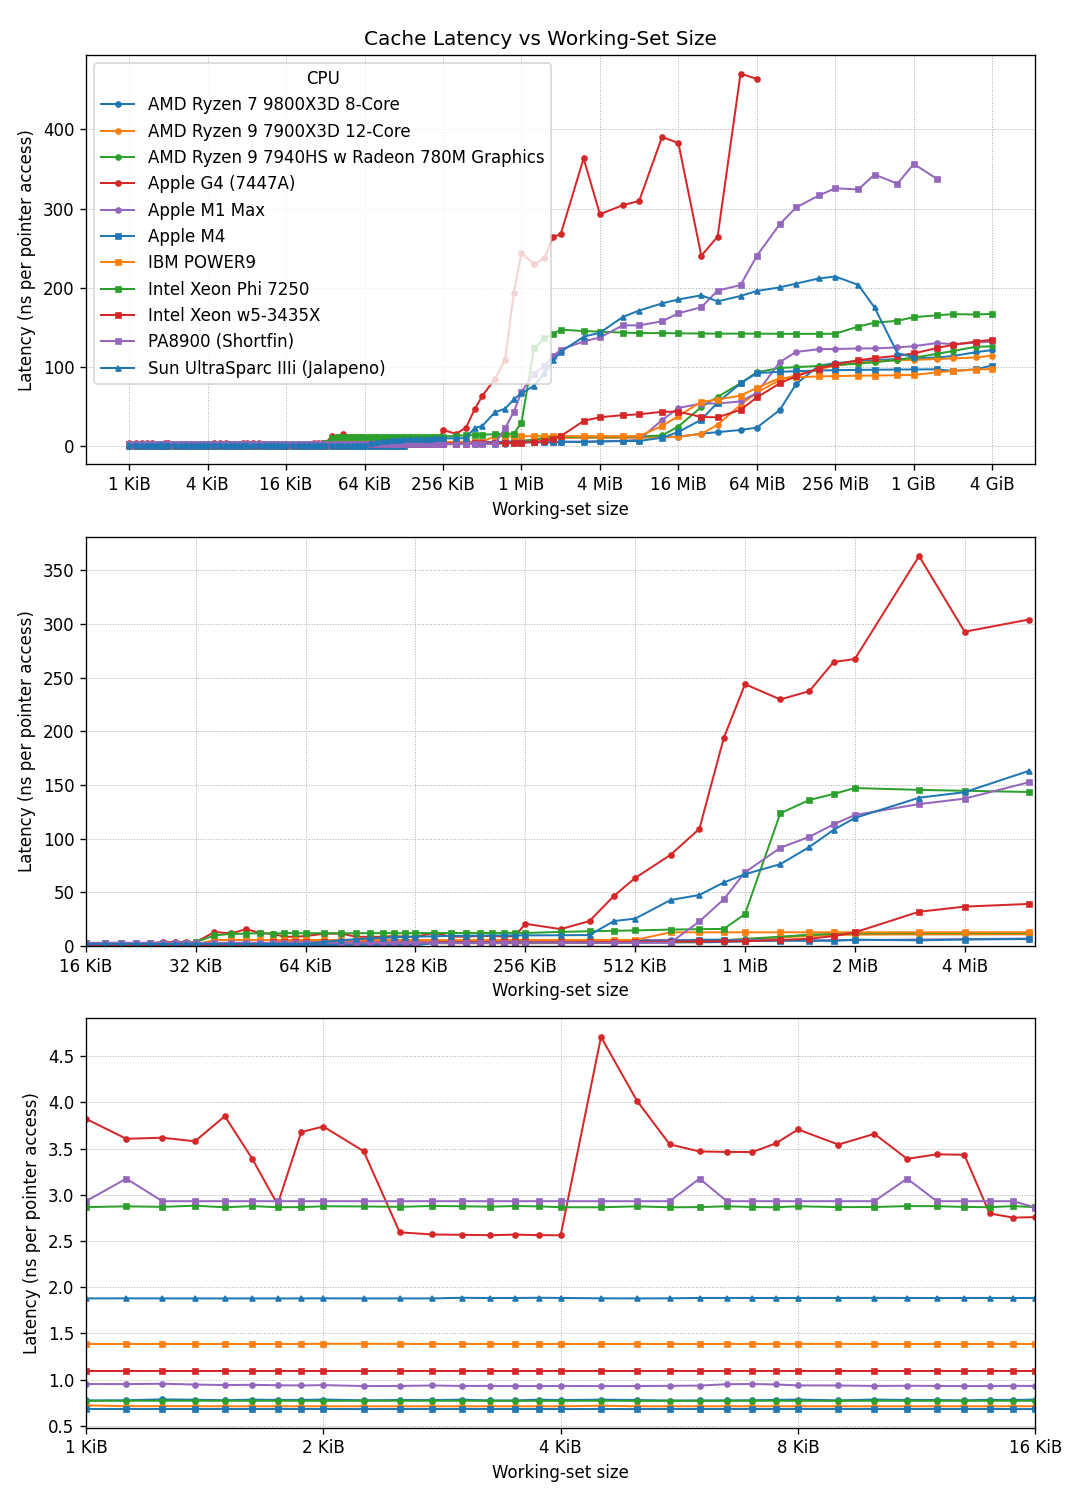 Cache Latency vs Working-Set Size
Latency (ns per pointer access)
400
300
200
100
0
CPU
AMD Ryzen 7 9800X3D 8-Core
AMD Ryzen 9 7900X3D 12-Core
AMD Ryzen 9 7940HS w Radeon 780M Graphics
Apple G4 (7447A)
Apple M1 Max
Apple M4
IBM POWER9
Intel Xeon Phi 7250
Intel Xeon w5-3435X
PA8900 (Shortfin)
Sun UltraSparc IIIi (Jalapeno)
1 KiB 4 KiB 16 KiB 64 KiB 256 KiB 1 MiB 4 MiB 16 MiB 64 MiB 256 MiB 1 GiB 4 GiB
Working-set size
Latency (ns per pointer access)
350
300
250
200
150
100
50
0
16 KiB 32 KiB 64 KiB 128 KiB 256 KiB 512 KiB 1 MiB 2 MiB 4 MiB
Working-set size
Latency (ns per pointer access)
4.5
4.0
3.5
3.0
2.5
2.0
1.5
1.0
0.5
1 KiB 2 KiB 4 KiB 8 KiB 16 KiB
Working-set size